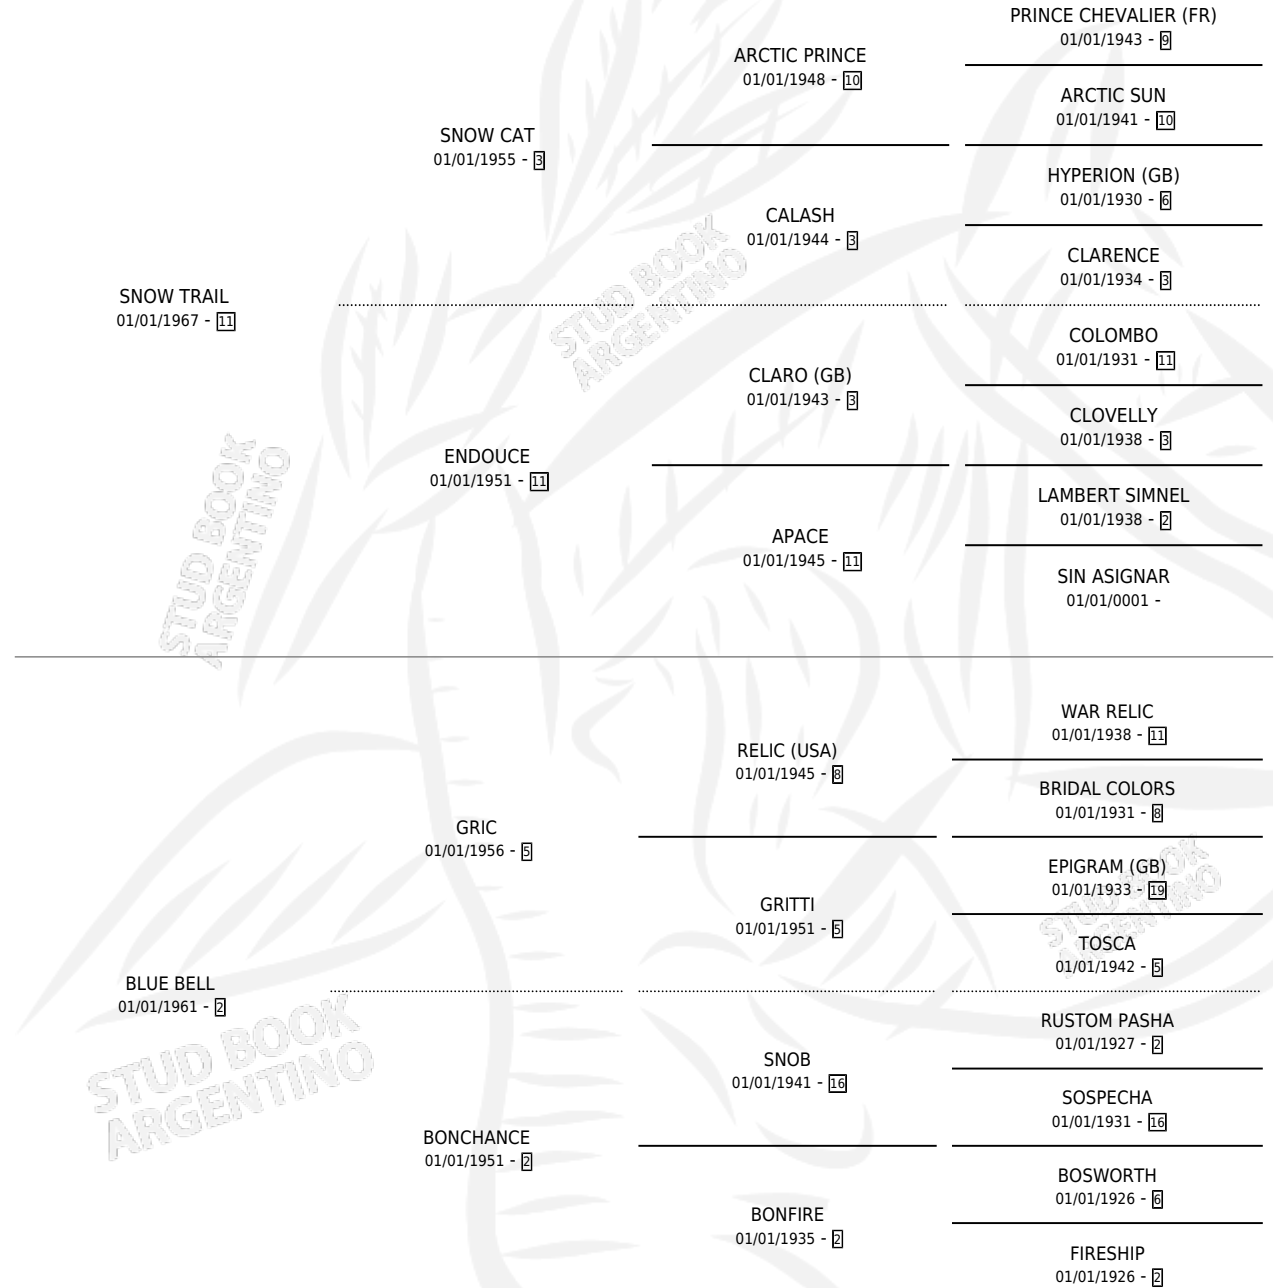 PRINCE CHEVALIER (FR)
01/01/1943 - 9
ARCTIC PRINCE
01/01/1948 - 10
ARCTIC SUN
01/01/1941 - 10
SNOW CAT
01/01/1955 - 3
HYPERION (GB)
01/01/1930 - 6
CALASH
01/01/1944 - 3
CLARENCE
01/01/1934 - 3
SNOW TRAIL
01/01/1967 - 11
COLOMBO
01/01/1931 - 11
CLARO (GB)
01/01/1943 - 3
CLOVELLY
01/01/1938 - 3
ENDOUCE
01/01/1951 - 11
LAMBERT SIMNEL
01/01/1938 - 2
APACE
01/01/1945 - 11
SIN ASIGNAR
01/01/0001 -
WAR RELIC
01/01/1938 - 11
RELIC (USA)
01/01/1945 - 8
BRIDAL COLORS
01/01/1931 - 8
GRIC
01/01/1956 - 5
EPIGRAM (GB)
01/01/1933 - 19
GRITTI
01/01/1951 - 5
TOSCA
01/01/1942 - 5
BLUE BELL
01/01/1961 - 2
RUSTOM PASHA
01/01/1927 - 2
SNOB
01/01/1941 - 16
SOSPECHA
01/01/1931 - 16
BONCHANCE
01/01/1951 - 2
BOSWORTH
01/01/1926 - 6
BONFIRE
01/01/1935 - 2
FIRESHIP
01/01/1926 - 2
STUD BOOK
ARGENTINO
STUD BOOK
ARGENTINO
STUD BOOK
ARGENTINO
STUD BOOK
ARGENTINO